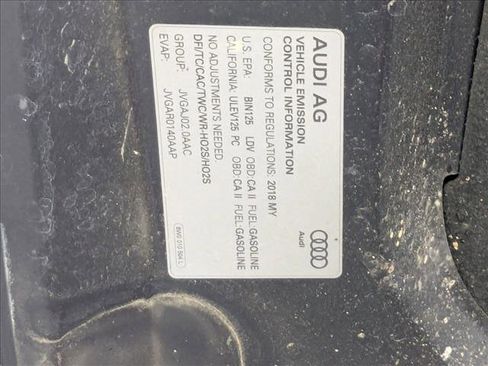 AUDI AG
VEHICLE EMISSION
CONTROL INFORMATION
CONFORMS TO REGULATIONS: 2018 MY
U.S. EPA: BIN125 LDV OBD:CA II FUEL:GASOLINE
CALIFORNIA: ULEV125 PC OBD:CA II FUEL:GASOLINE
NO ADJUSTMENTS NEEDED
DFI/TC/CAC/TWC/WR-HO2S/HO2S
GROUP: JVGAJ02.0AAC
EVAP: JVGAR0140AAP
Audi